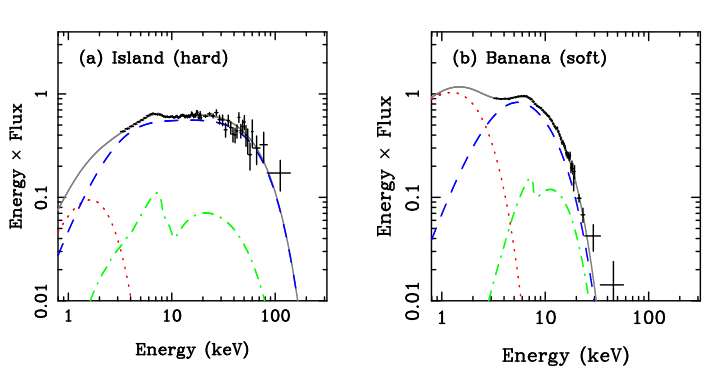 (a) Island (hard)
Energy × Flux
1
0.1
0.01
1
10
100
Energy (keV)
(b) Banana (soft)
Energy × Flux
1
0.1
0.01
1
10
100
Energy (keV)